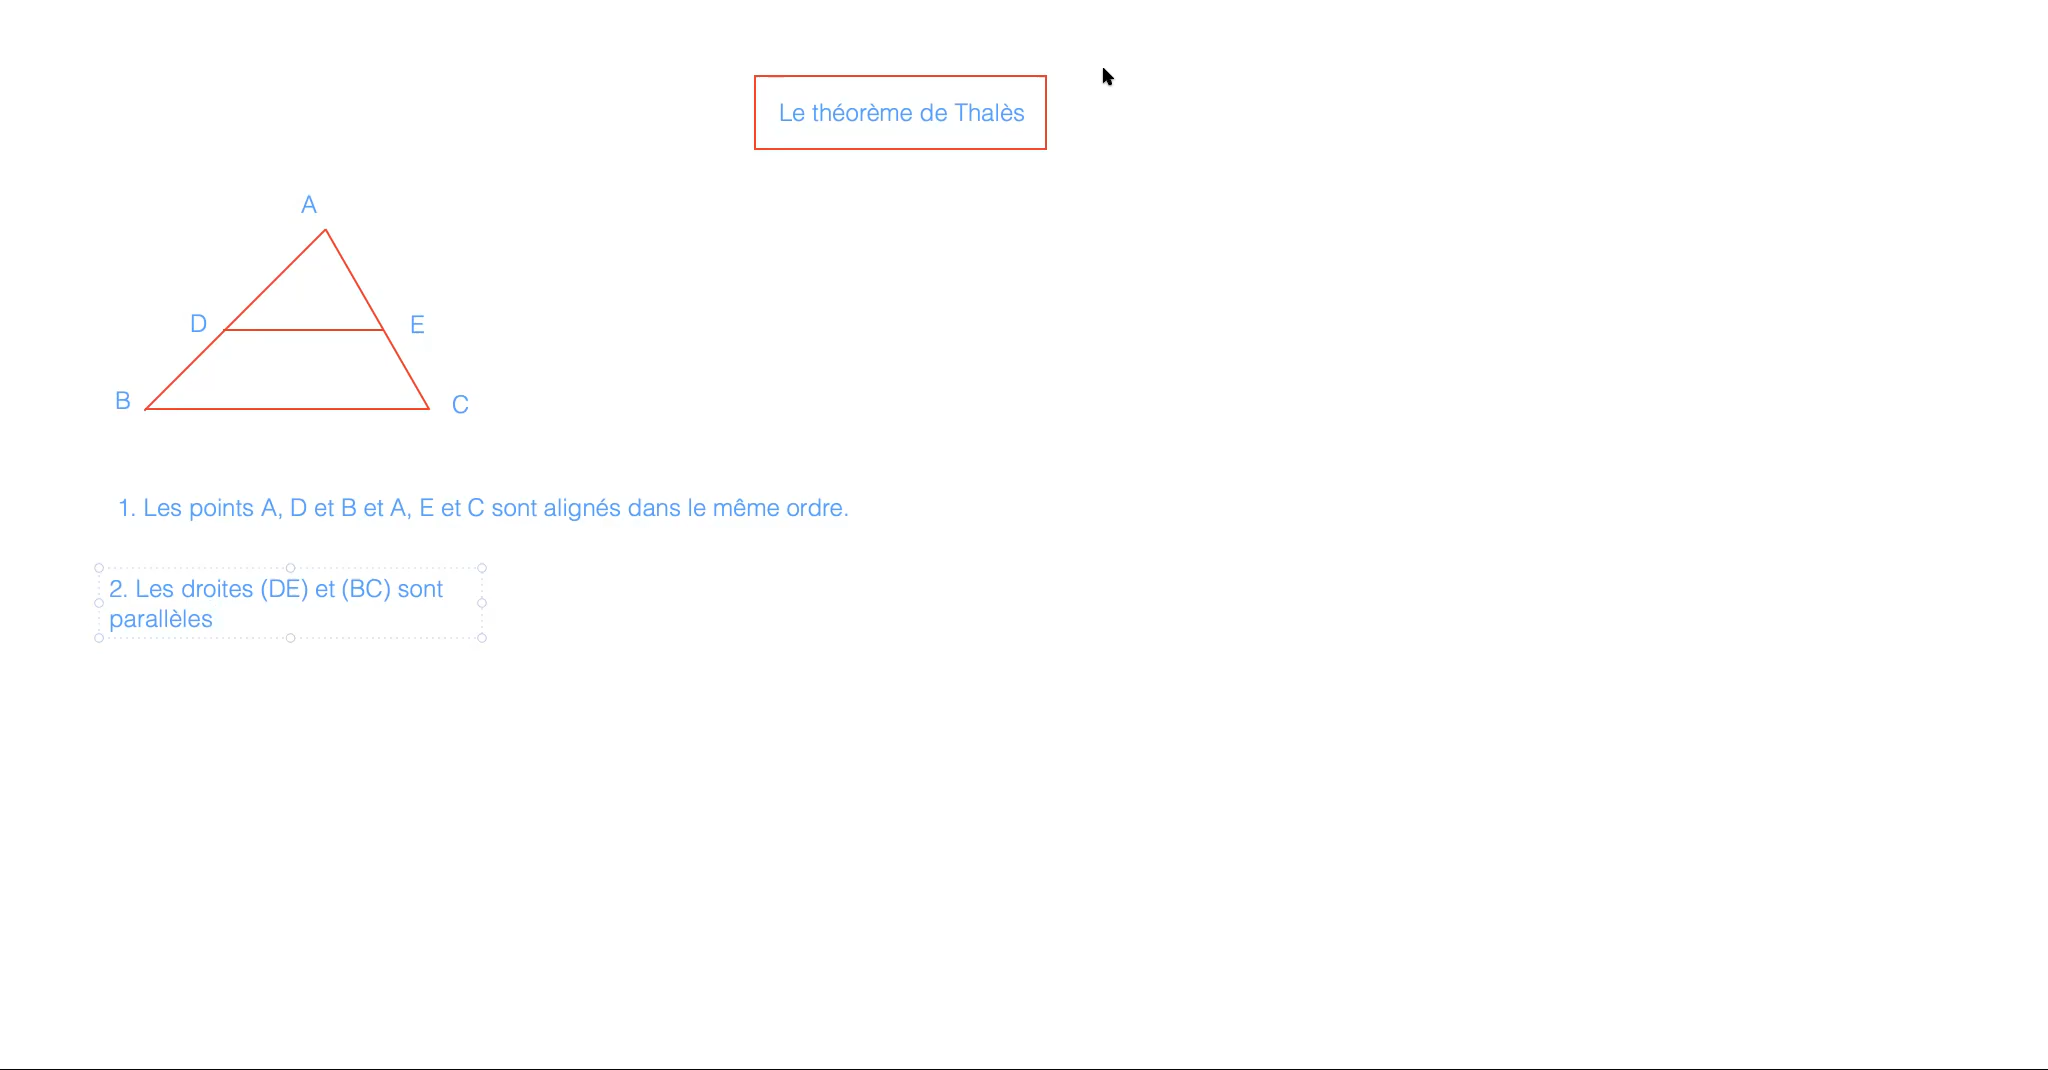 Le théorème de Thalès
A
D
E
B
C
1. Les points A, D et B et A, E et C sont alignés dans le même ordre.
2. Les droites (DE) et (BC) sont
parallèles